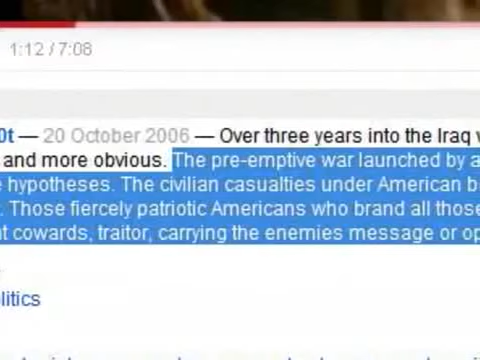 1:12 / 7:08
0t — 20 October 2006 — Over three years into the Iraq
and more obvious. The pre-emptive war launched by a
hypotheses. The civilian casualties under American b
. Those fiercely patriotic Americans who brand all those
t cowards, traitor, carrying the enemies message or op
litics